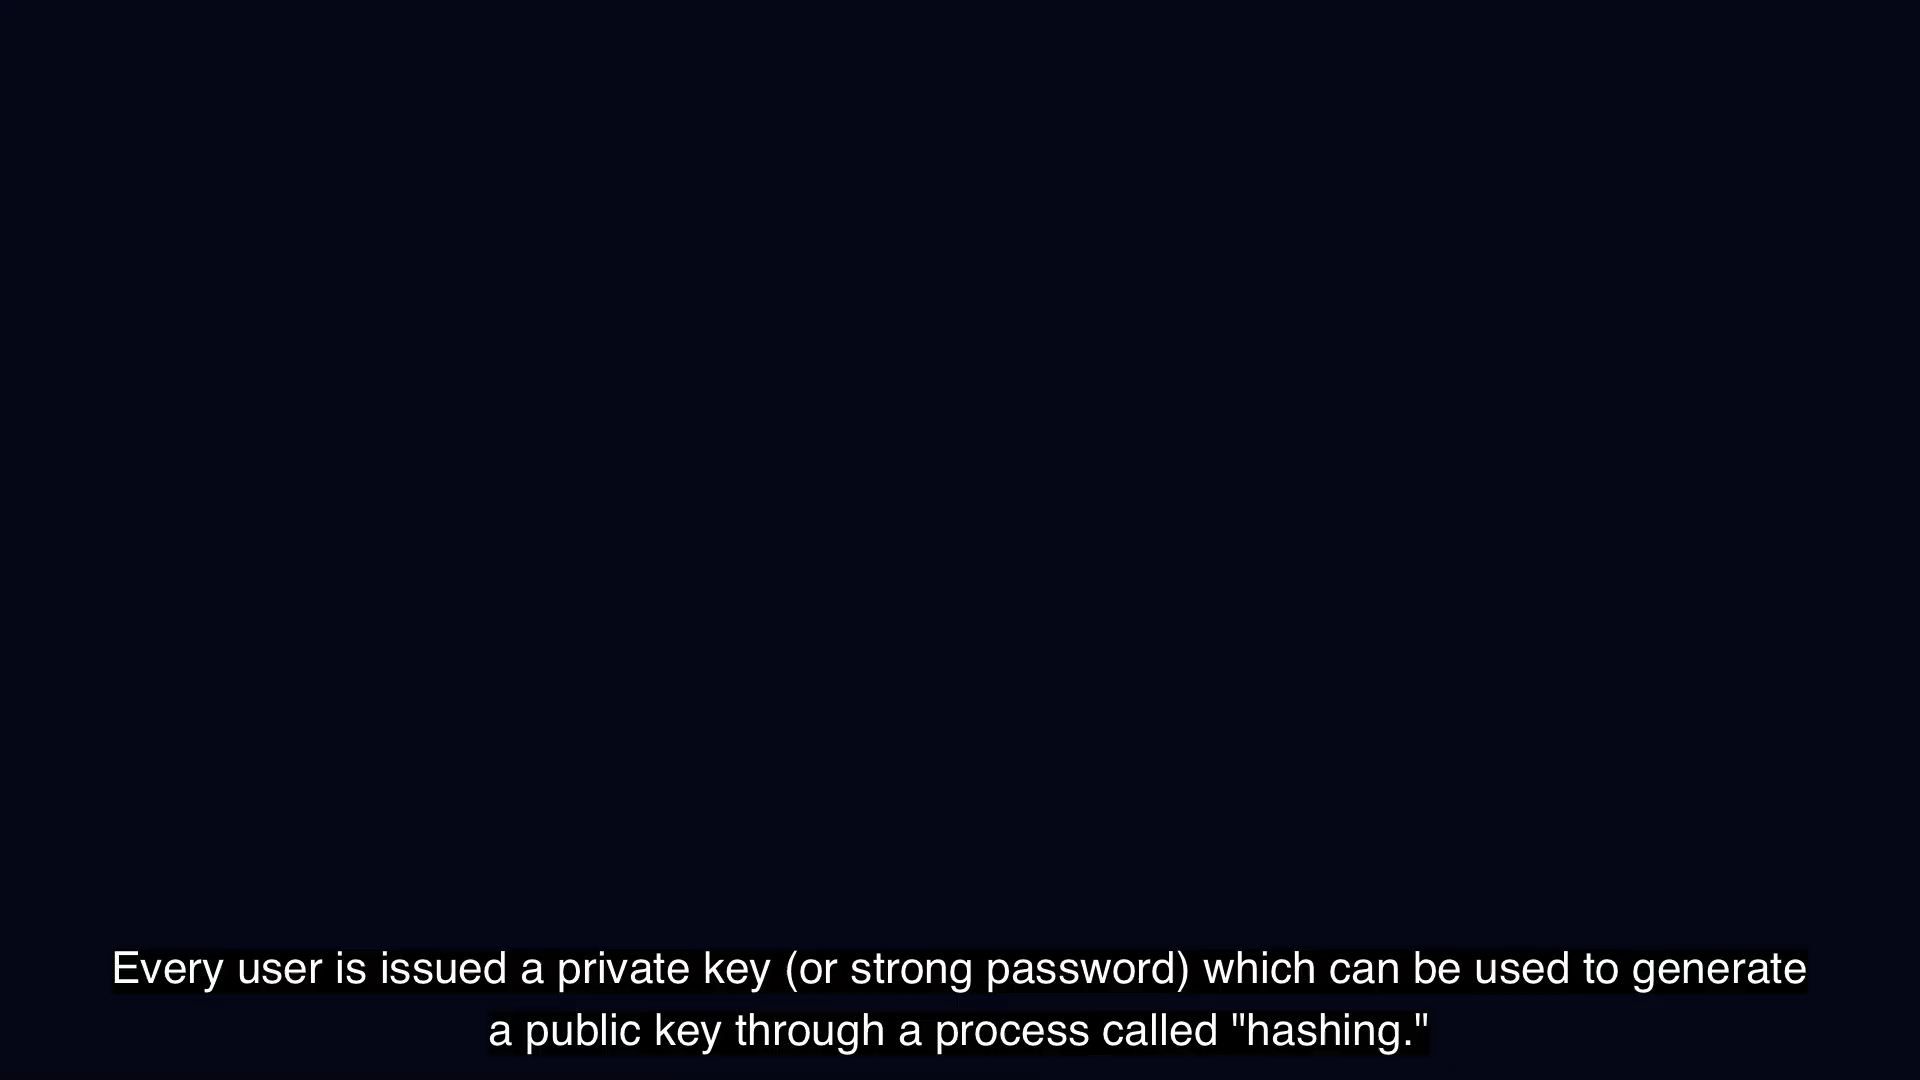 Every user is issued a private key (or strong password) which can be used to generate
a public key through a process called "hashing."